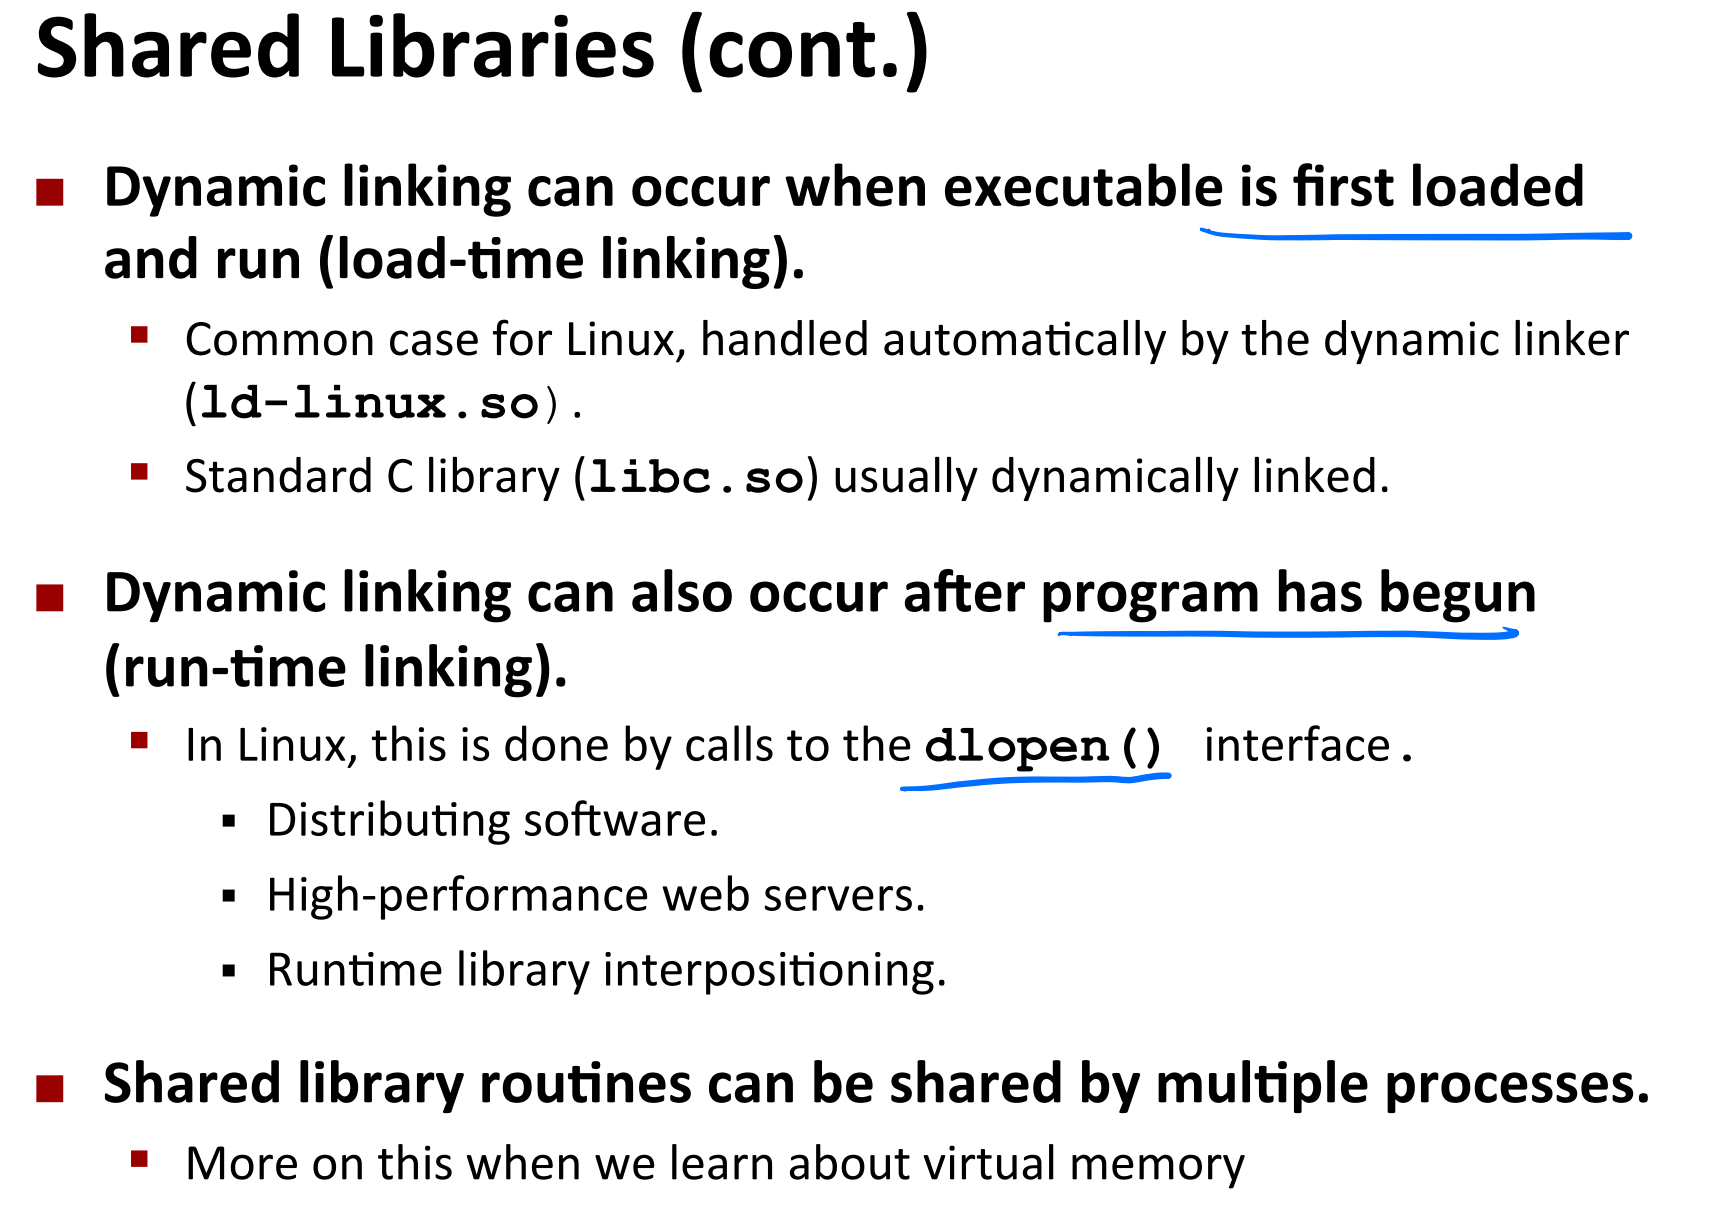 Shared Libraries (cont.)
Dynamic linking can occur when executable is first loaded
and run (load-time linking).
Common case for Linux, handled automatically by the dynamic linker
(ld-linux.so).
Standard C library (libc.so) usually dynamically linked.
Dynamic linking can also occur after program has begun
(run-time linking).
In Linux, this is done by calls to the dlopen() interface.
Distributing software.
High-performance web servers.
Runtime library interpositioning.
Shared library routines can be shared by multiple processes.
More on this when we learn about virtual memory